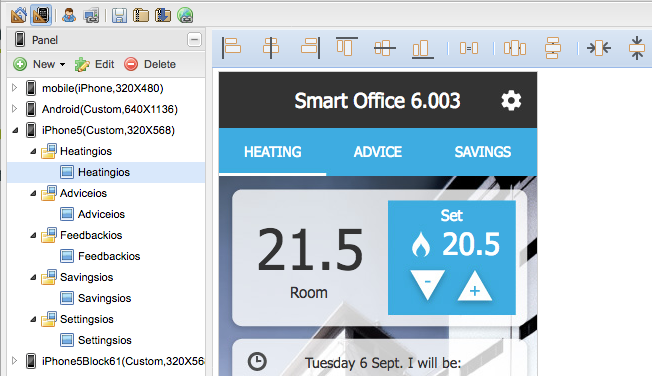 Panel
New Edit Delete
mobile(iPhone,320X480)
Android(Custom,640X1136)
iPhone5(Custom,320X568)
Heatingios
Heatingios
Adviceios
Adviceios
Feedbackios
Feedbackios
Savingsios
Savingsios
Settingsios
Settingsios
iPhone5Block61(Custom,320X56
Smart Office 6.003
HEATING ADVICE SAVINGS
21.5
Room
Set
20.5
- +
Tuesday 6 Sept. I will be: